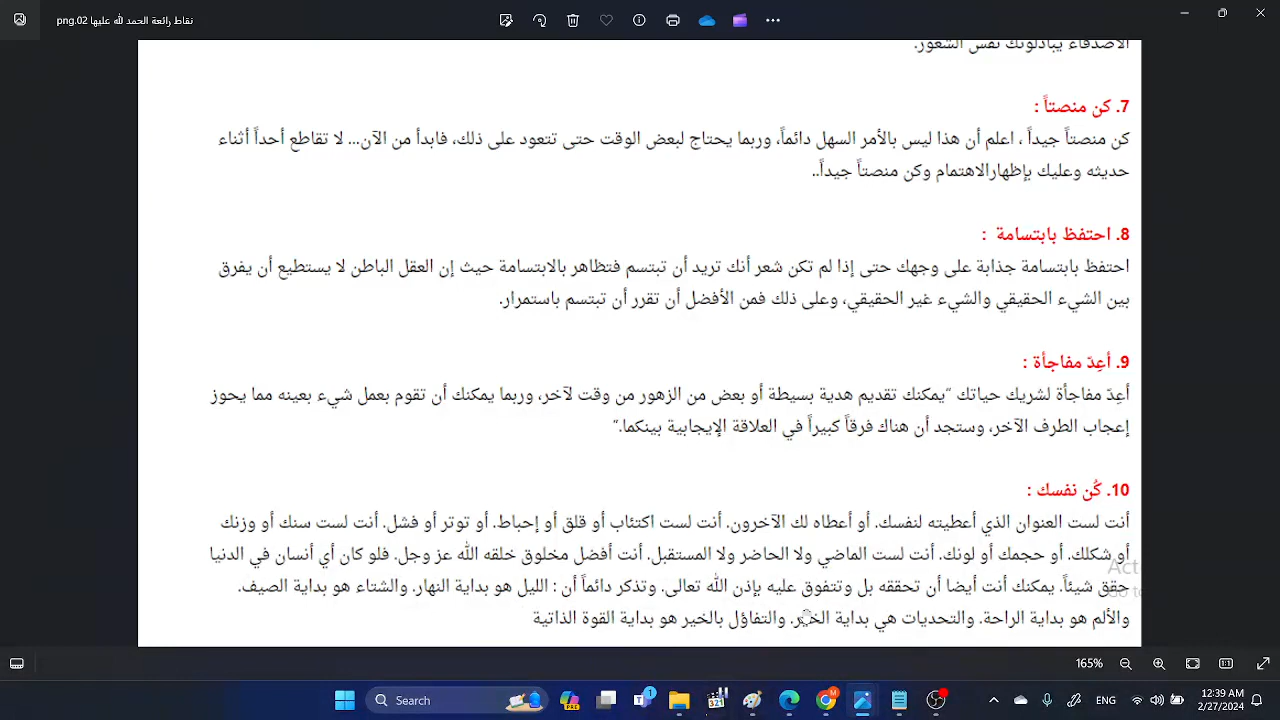 نقاط رائعة الحمد لله عليها 02.png
الأصدقاء يبادلونك نفس الشعور.
7. كن منصتاً :
كن منصتاً جيداً ، اعلم أن هذا ليس بالأمر السهل دائماً، وربما يحتاج لبعض الوقت حتى تتعود على ذلك، فابدأ من الآن... لا تقاطع أحداً أثناء
حديثه وعليك بإظهارالاهتمام وكن منصتاً جيداً..
8. احتفظ بابتسامة :
احتفظ بابتسامة جذابة على وجهك حتى إذا لم تكن شعر أنك تريد أن تبتسم فتظاهر بالابتسامة حيث إن العقل الباطن لا يستطيع أن يفرق
بين الشيء الحقيقي والشيء غير الحقيقي، وعلى ذلك فمن الأفضل أن تقرر أن تبتسم باستمرار.
9. أعِدّ مفاجأة :
أعِدّ مفاجأة لشريك حياتك “يمكنك تقديم هدية بسيطة أو بعض من الزهور من وقت لآخر، وربما يمكنك أن تقوم بعمل شيء بعينه مما يحوز
إعجاب الطرف الآخر، وستجد أن هناك فرقاً كبيراً في العلاقة الإيجابية بينكما.“
10. كُن نفسك :
أنت لست العنوان الذي أعطيته لنفسك. أو أعطاه لك الآخرون. أنت لست اكتئاب أو قلق أو إحباط. أو توتر أو فشل. أنت لست سنك أو وزنك
أو شكلك. أو حجمك أو لونك. أنت لست الماضي ولا الحاضر ولا المستقبل. أنت أفضل مخلوق خلقه الله عز وجل. فلو كان أي أنسان في الدنيا
حقق شيئاً. يمكنك أنت أيضا أن تحققه بل وتتفوق عليه بإذن الله تعالى. وتذكر دائماً أن : الليل هو بداية النهار. والشتاء هو بداية الصيف.
والألم هو بداية الراحة. والتحديات هي بداية الخير. والتفاؤل بالخير هو بداية القوة الذاتية
165%
Search
ENG
12:39 AM
2/27/2024